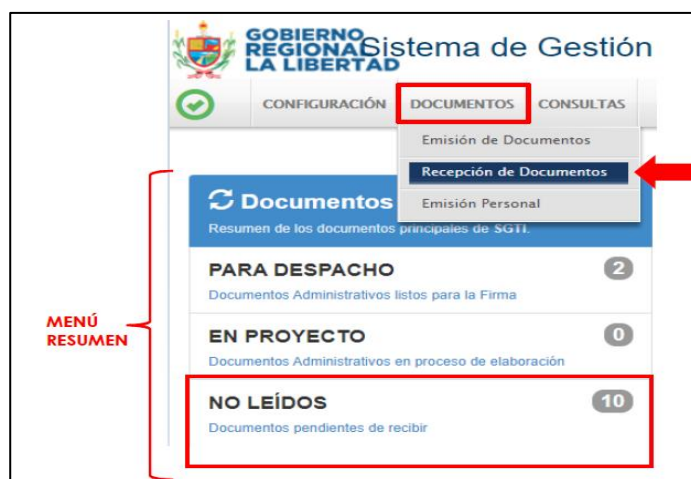 GOBIERNO
REGIONAL
LA LIBERTAD
Sistema de Gestión
CONFIGURACIÓN DOCUMENTOS CONSULTAS
Emisión de Documentos
Recepción de Documentos
Emisión Personal
Documentos
Resumen de los documentos principales de SGTI.
PARA DESPACHO 2
Documentos Administrativos listos para la Firma
MENÚ
RESUMEN
EN PROYECTO 0
Documentos Administrativos en proceso de elaboración
NO LEÍDOS 10
Documentos pendientes de recibir